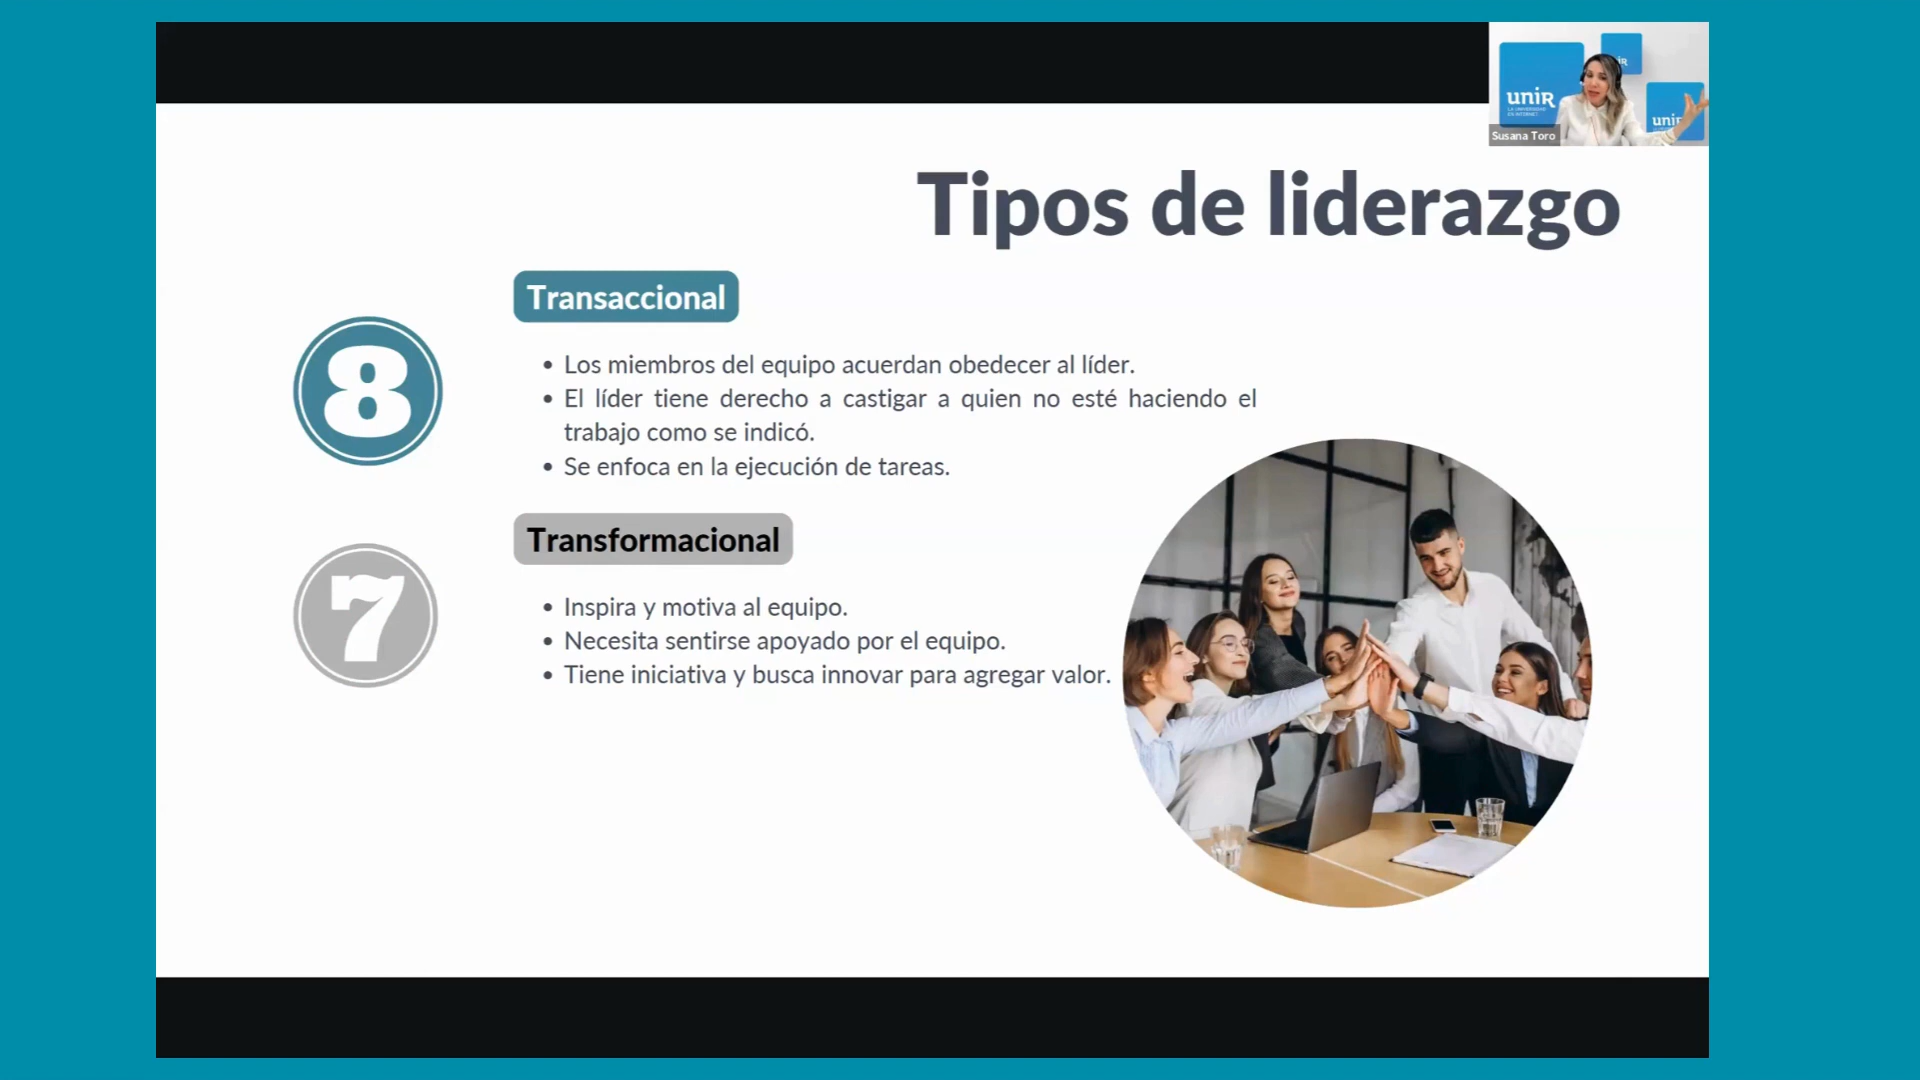 unir
LA UNIVERSIDAD
EN INTERNET
Susana Toro
Tipos de liderazgo
8
Transaccional
• Los miembros del equipo acuerdan obedecer al líder.
• El líder tiene derecho a castigar a quien no esté haciendo el
trabajo como se indicó.
• Se enfoca en la ejecución de tareas.
7
Transformacional
• Inspira y motiva al equipo.
• Necesita sentirse apoyado por el equipo.
• Tiene iniciativa y busca innovar para agregar valor.